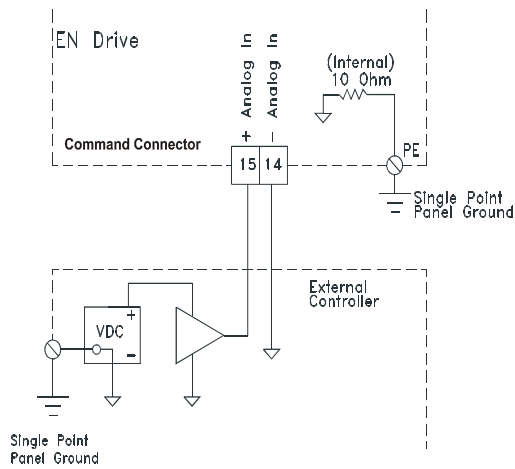 EN Drive
Analog In
Analog In
(Internal)
10 Ohm
Command Connector
+
–
15
14
PE
Single Point
Panel Ground
External
Controller
+
VDC
–
Single Point
Panel Ground